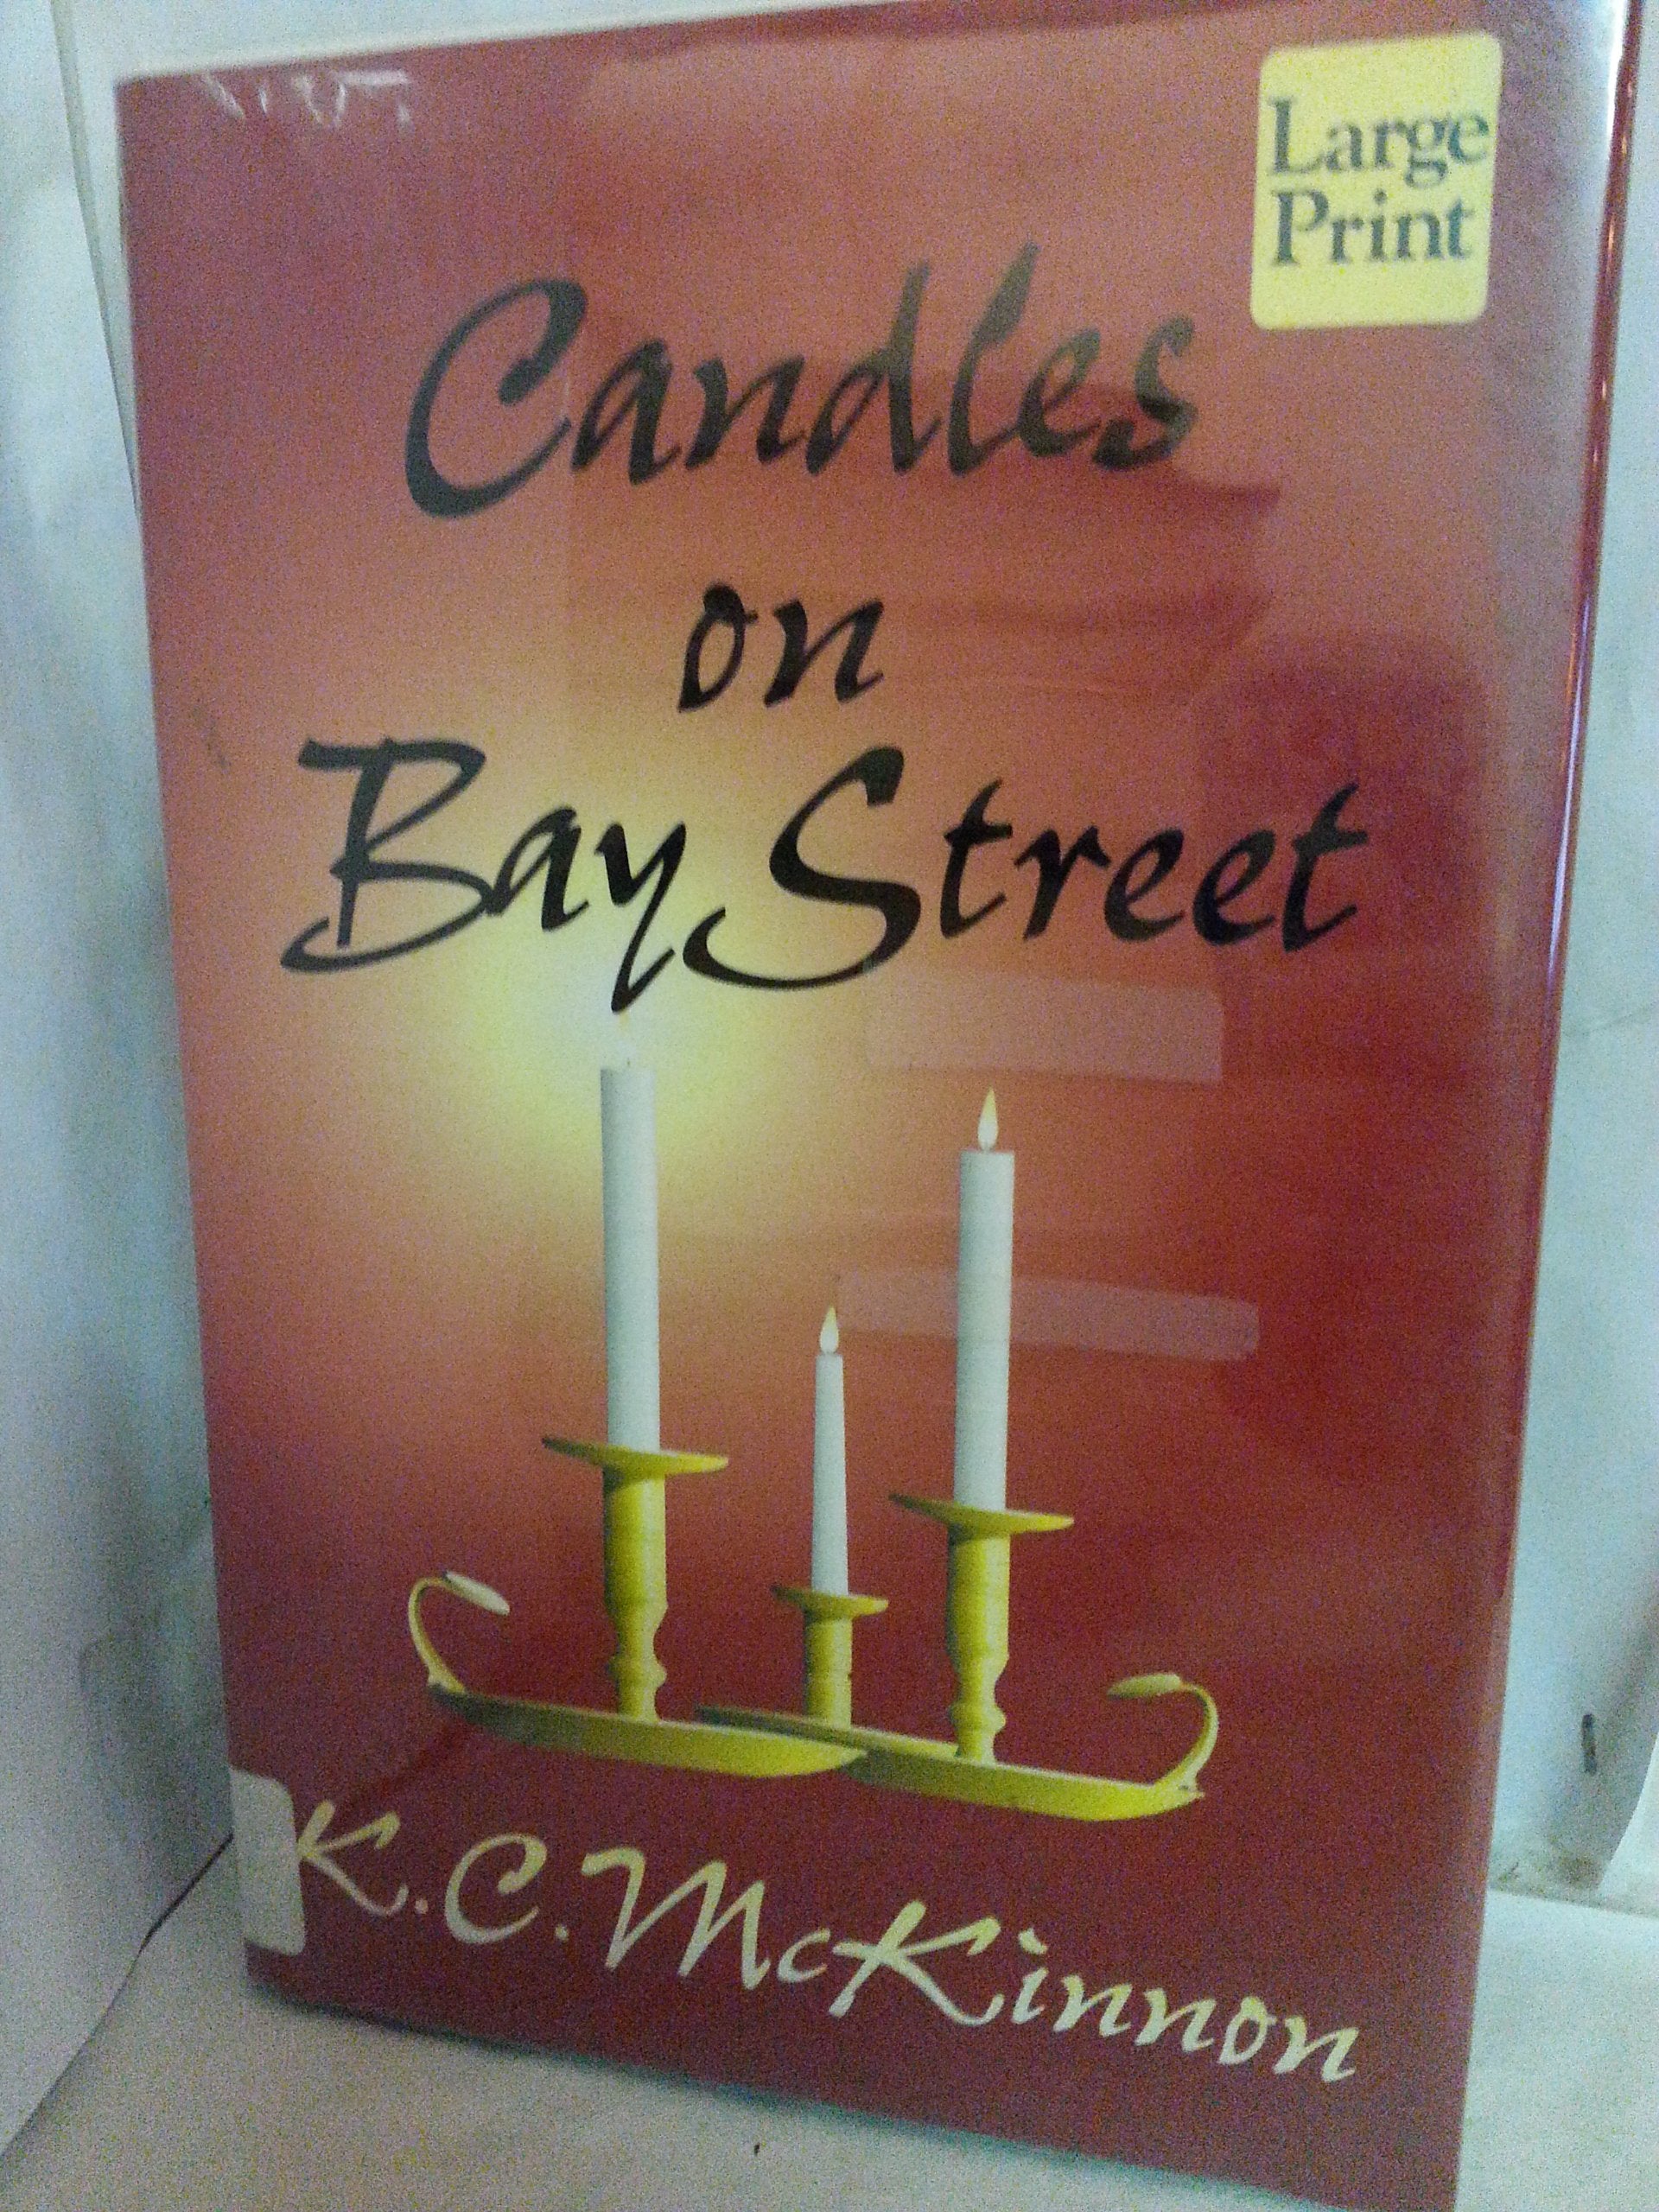 Large
Print
Candles
on
Bay Street
K.C. McKinnon